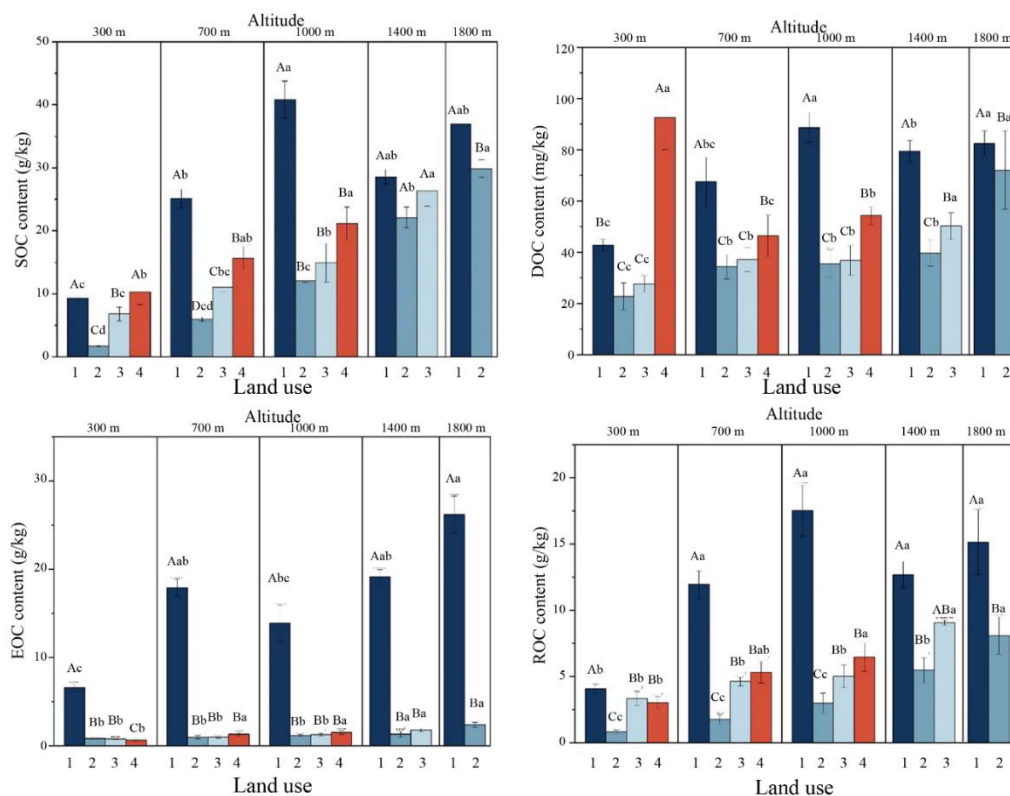 Altitude
300 m 700 m 1000 m 1400 m 1800 m
SOC content (g/kg)
50
40
30
20
10
0
Ac Cd Bc Ab
Ab Dcd Cbc Bab
Aa Bc Bb Ba
Aab Ab Aa
Aab Ba
1 2 3 4 1 2 3 4 1 2 3 4 1 2 3 1 2
Land use
Altitude
300 m 700 m 1000 m 1400 m 1800 m
DOC content (mg/kg)
120
100
80
60
40
20
0
Bc Cc Cc Aa
Abc Cb Cb Bc
Aa Cb Cb Bb
Ab Cb Ba
Aa Ba
1 2 3 4 1 2 3 4 1 2 3 4 1 2 3 1 2
Land use
Altitude
300 m 700 m 1000 m 1400 m 1800 m
EOC content (g/kg)
30
20
10
0
Ac Bb Bb Cb
Aab Bb Bb Ba
Abc Bb Bb Ba
Aab Ba Ba
Aa Ba
1 2 3 4 1 2 3 4 1 2 3 4 1 2 3 1 2
Land use
Altitude
300 m 700 m 1000 m 1400 m 1800 m
ROC content (g/kg)
20
15
10
5
0
Ab Cc Bb Bb
Aa Cc Bb Bab
Aa Cc Bb Ba
Aa Bb ABa
Aa Ba
1 2 3 4 1 2 3 4 1 2 3 4 1 2 3 1 2
Land use